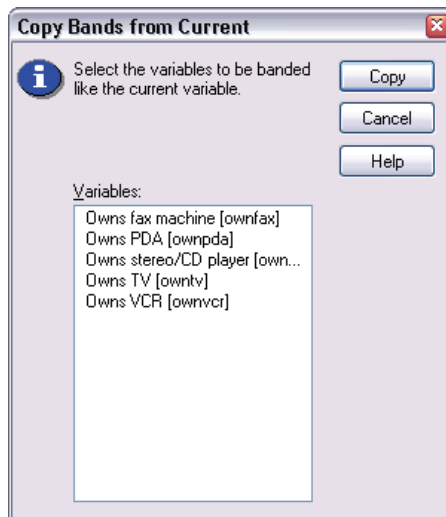 Copy Bands from Current
Select the variables to be banded
like the current variable.
Copy
Cancel
Help
Variables:
Owns fax machine [ownfax]
Owns PDA [ownpda]
Owns stereo/CD player [own...
Owns TV [owntv]
Owns VCR [ownvcr]